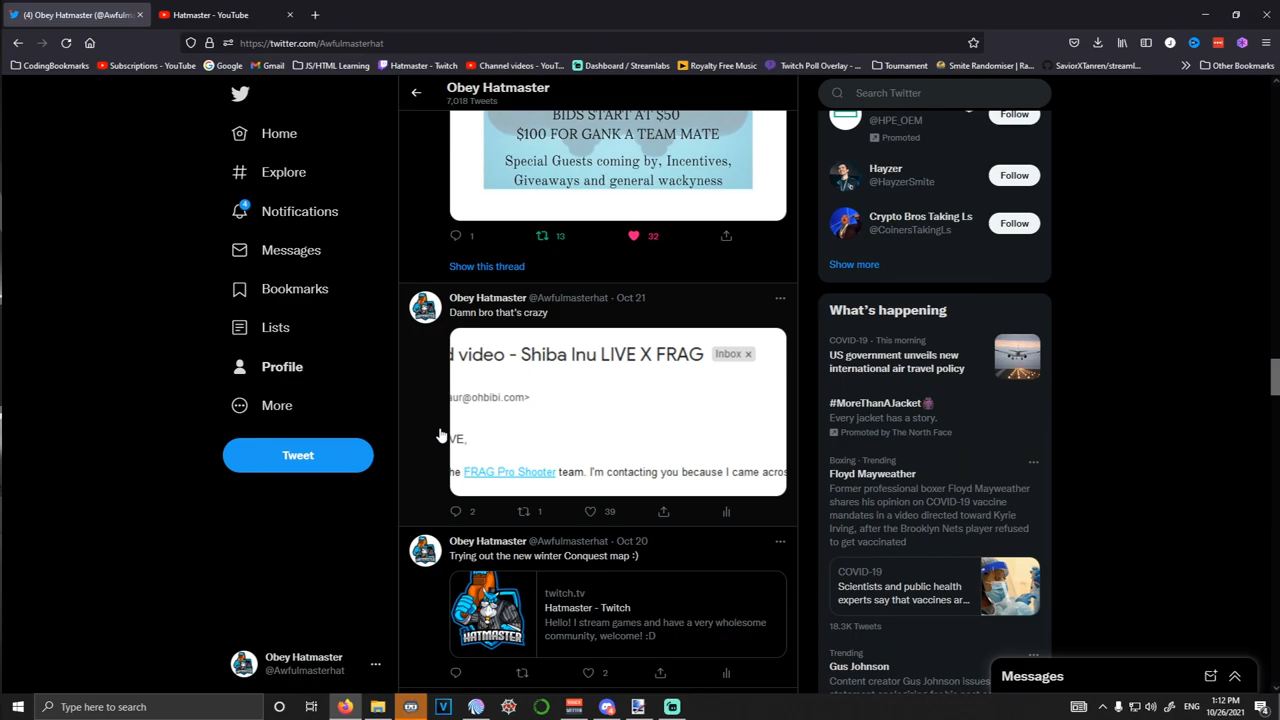 (4) Obey Hatmaster (@Awfulm
Hatmaster - YouTube
https://twitter.com/Awfulmasterhat
CodingBookmarks
Subscriptions - YouTube
Google
Gmail
JS/HTML Learning
Hatmaster - Twitch
Channel videos - YouT...
Dashboard / Streamlabs
Royalty Free Music
Twitch Poll Overlay - ...
Tournament
Smite Randomiser | Ra...
SaviorXTanren/streaml...
Other Bookmarks
Home
Explore
4
Notifications
Messages
Bookmarks
Lists
Profile
More
Tweet
Obey Hatmaster
@Awfulmasterhat
Obey Hatmaster
7,018 Tweets
BIDS START AT $50
$100 FOR GANK A TEAM MATE
Special Guests coming by, Incentives,
Giveaways and general wackyness
1 13 32
Show this thread
Obey Hatmaster @Awfulmasterhat · Oct 21
Damn bro that's crazy
d video - Shiba Inu LIVE X FRAG Inbox x
aur@ohbibi.com>
VE,
he FRAG Pro Shooter team. I'm contacting you because I came acros
2 1 39
Obey Hatmaster @Awfulmasterhat · Oct 20
Trying out the new winter Conquest map :)
HATMASTER
twitch.tv
Hatmaster - Twitch
Hello! I stream games and have a very wholesome
community, welcome! :D
2
Search Twitter
@HPE_OEM
Promoted
Follow
Hayzer
@HayzerSmite
Follow
Crypto Bros Taking Ls
@CoinersTakingLs
Follow
Show more
What's happening
COVID-19 · This morning
US government unveils new
international air travel policy
#MoreThanAJacket
Every jacket has a story.
Promoted by The North Face
Boxing · Trending
Floyd Mayweather
Former professional boxer Floyd Mayweather
shares his opinion on COVID-19 vaccine
mandates in a video directed toward Kyrie
Irving, after the Brooklyn Nets player refused
to get vaccinated
COVID-19
Scientists and public health
experts say that vaccines ar...
18.3K Tweets
Trending
Gus Johnson
Content creator Gus Johnson issues
Messages
Type here to search
ENG
1:12 PM
10/26/2021